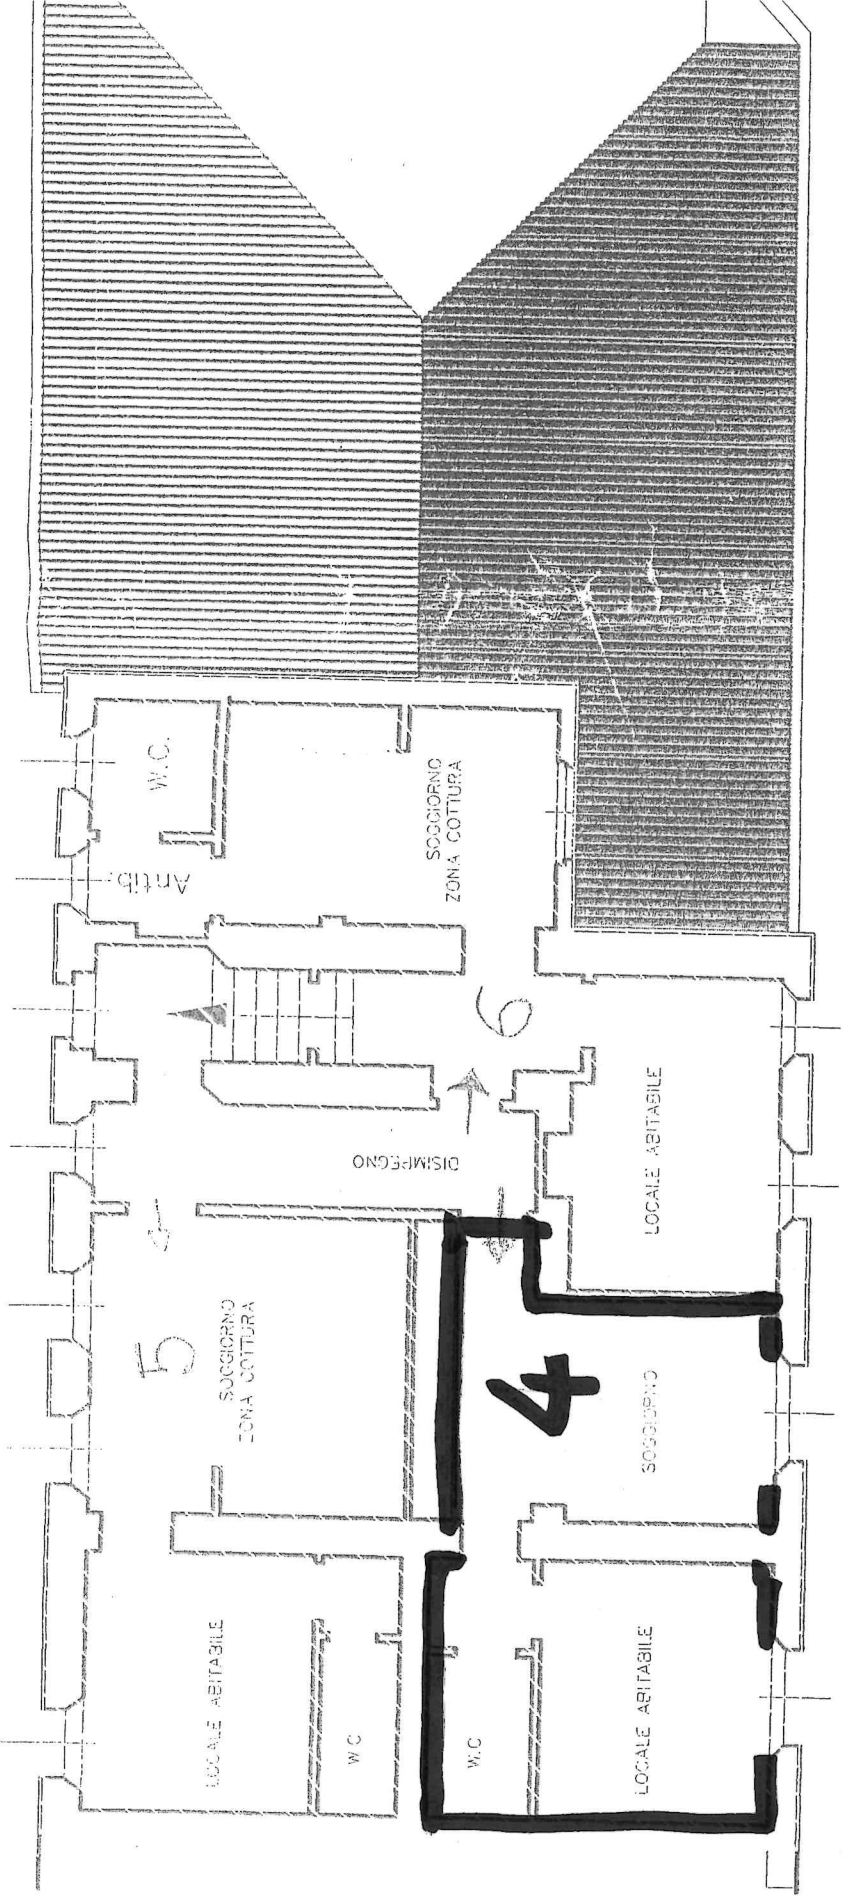 W.C.
Antib.
SOGGIORNO
ZONA COTTURA
6
DISIMPEGNO
LOCALE ABITABILE
5
SOGGIORNO
ZONA COTTURA
4
SOGGIORNO
LOCALE ABITABILE
W.C
W.C
LOCALE ABITABILE